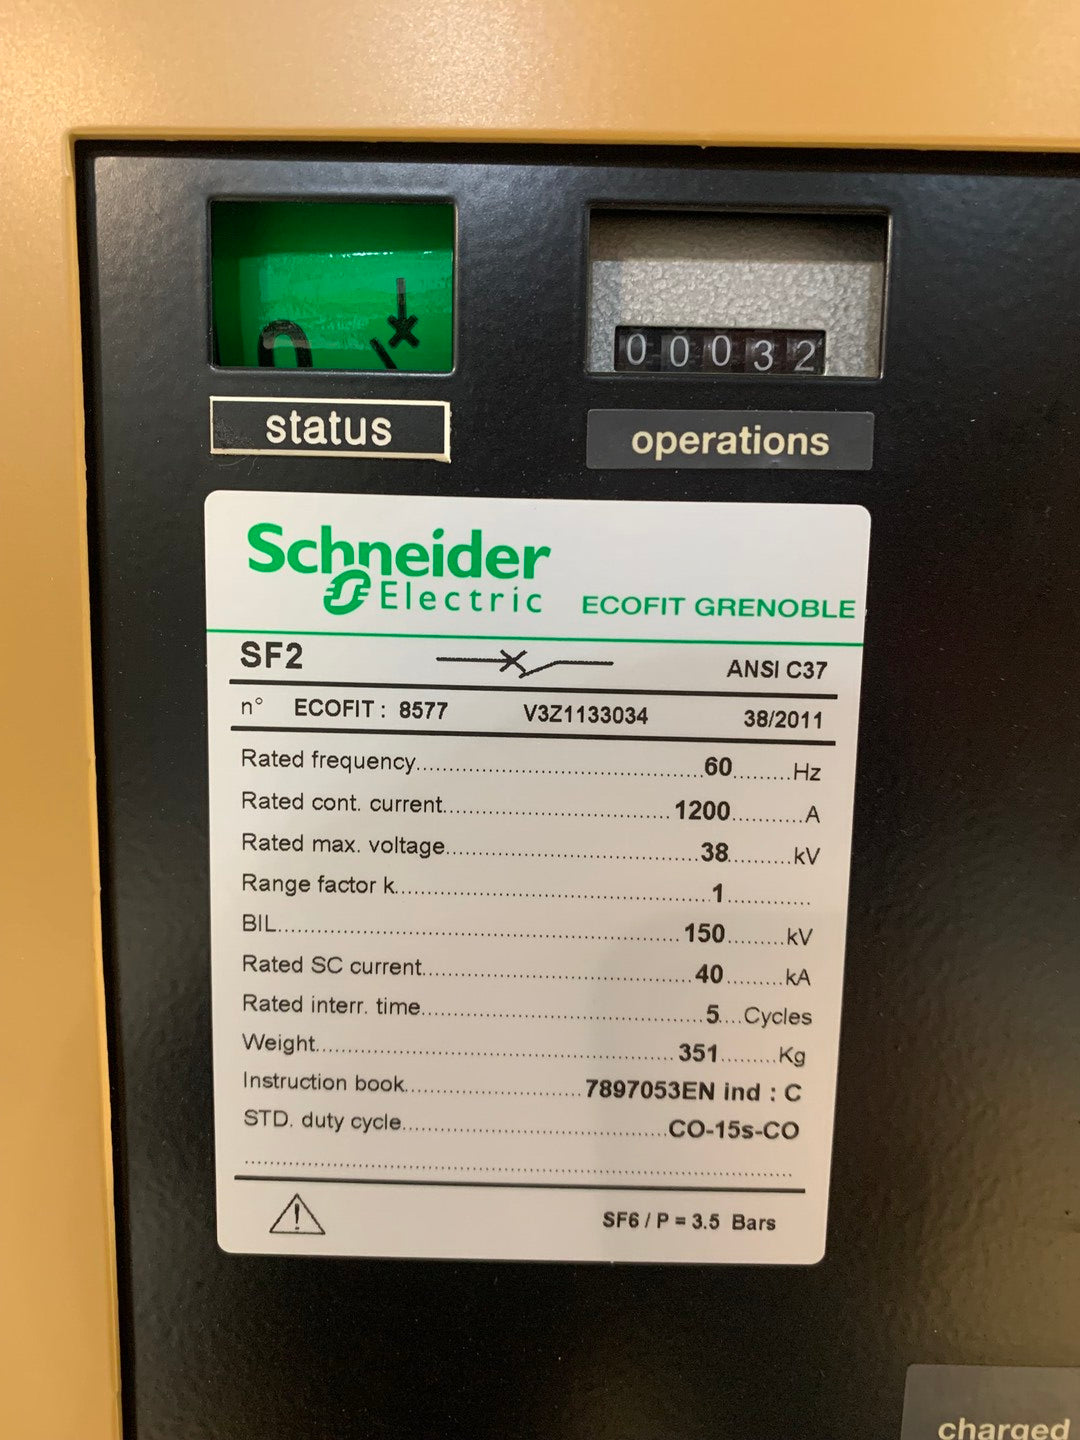 0
00032
status
operations
Schneider
Electric
ECOFIT GRENOBLE
SF2 ANSI C37
n° ECOFIT : 8577 V3Z1133034 38/2011
Rated frequency........60........Hz
Rated cont. current........1200........A
Rated max. voltage........38........kV
Range factor k........1........
BIL........150........kV
Rated SC current........40........kA
Rated interr. time........5....Cycles
Weight........351........Kg
Instruction book........7897053EN ind : C
STD. duty cycle........CO-15s-CO
SF6 / P = 3.5 Bars
charged